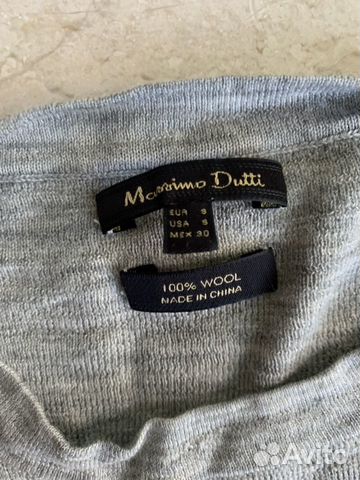 Massimo Dutti
EUR S
USA S
MEX 30
100% WOOL
MADE IN CHINA
Avito